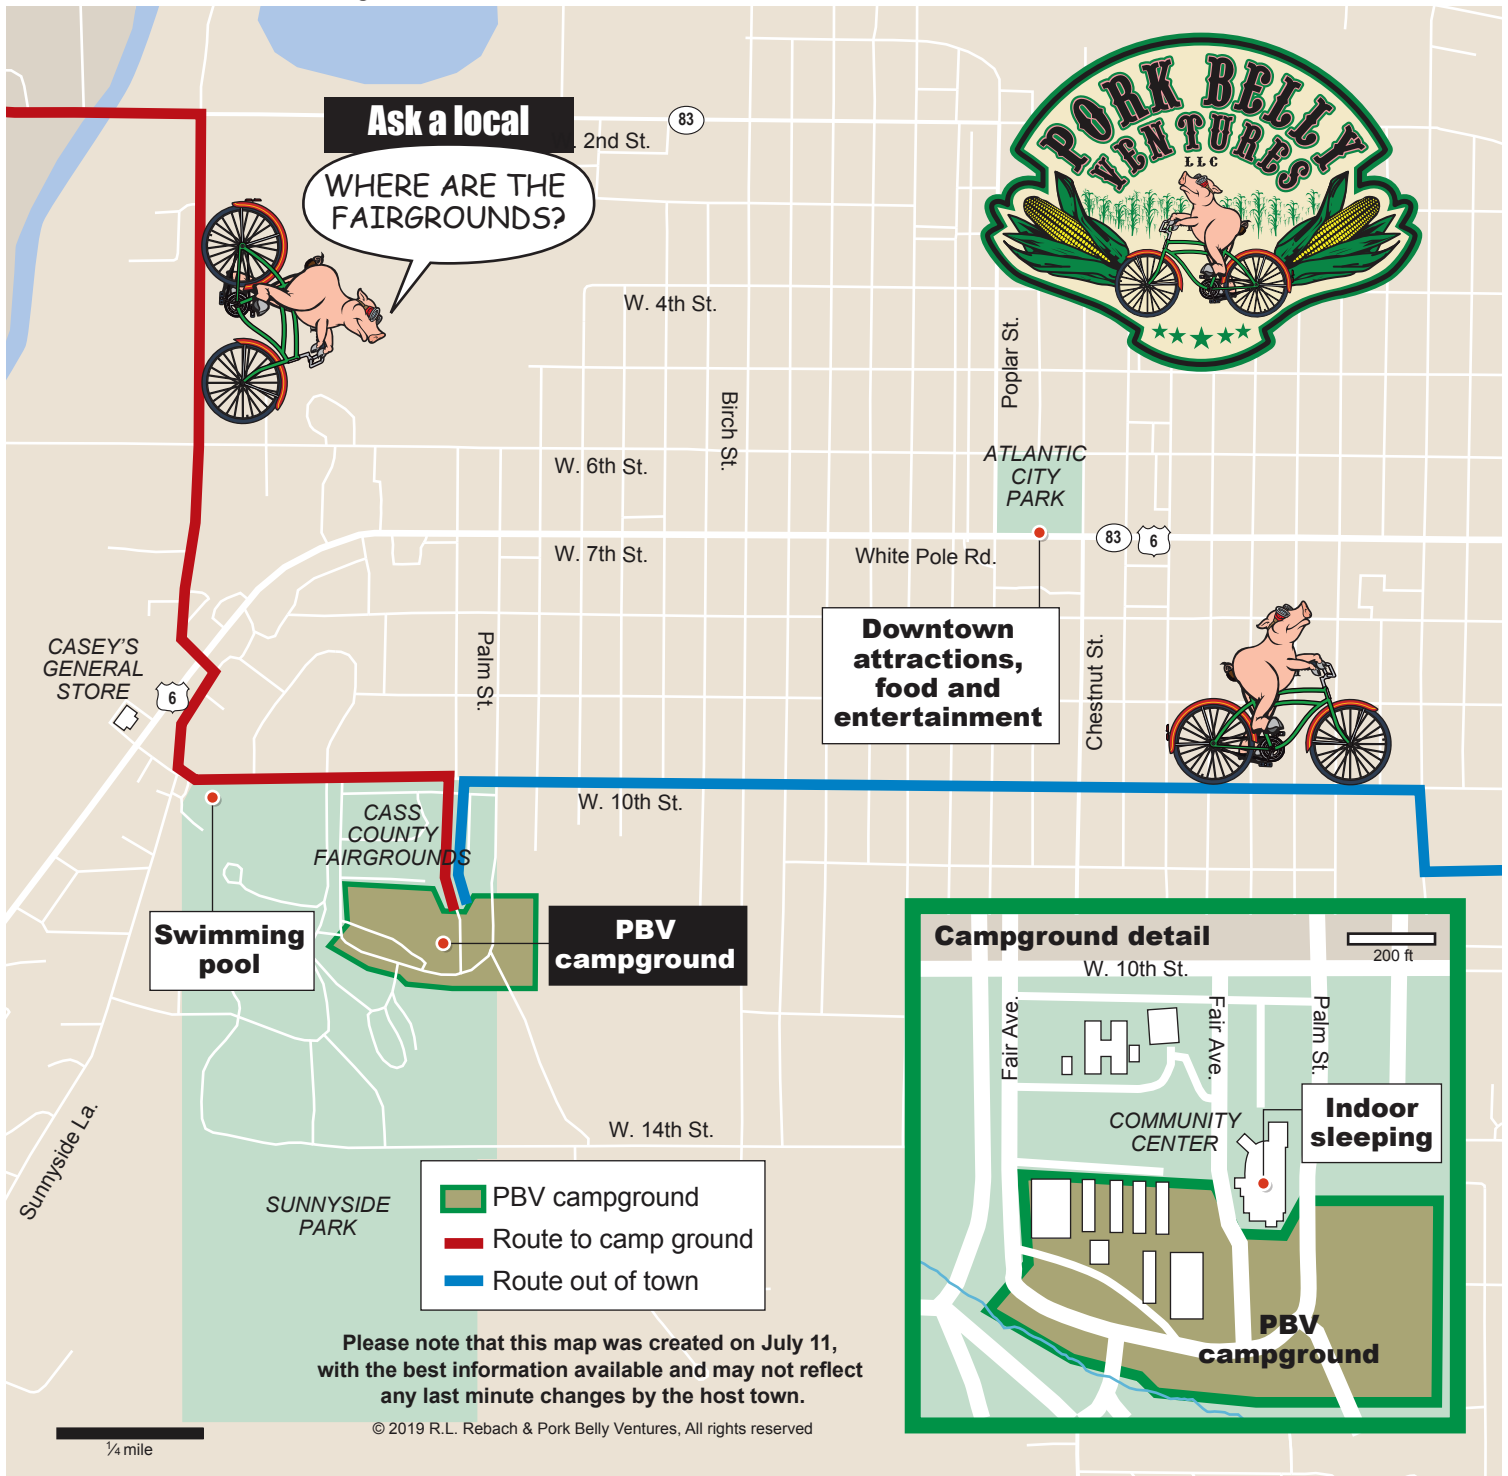 Ask a local
WHERE ARE THE
FAIRGROUNDS?
W. 2nd St.
83
PORK BELLY
VENTURES
LLC
W. 4th St.
Poplar St.
Birch St.
W. 6th St.
ATLANTIC
CITY
PARK
W. 7th St.
White Pole Rd.
83
6
Downtown
attractions,
food and
entertainment
Chestnut St.
Palm St.
CASEY'S
GENERAL
STORE
6
W. 10th St.
CASS
COUNTY
FAIRGROUNDS
Swimming
pool
PBV
campground
Sunnyside La.
W. 14th St.
SUNNYSIDE
PARK
PBV campground
Route to camp ground
Route out of town
Please note that this map was created on July 11,
with the best information available and may not reflect
any last minute changes by the host town.
© 2019 R.L. Rebach & Pork Belly Ventures, All rights reserved
1/4 mile
Campground detail
200 ft
W. 10th St.
Fair Ave.
Fair Ave.
Palm St.
COMMUNITY
CENTER
Indoor
sleeping
PBV
campground